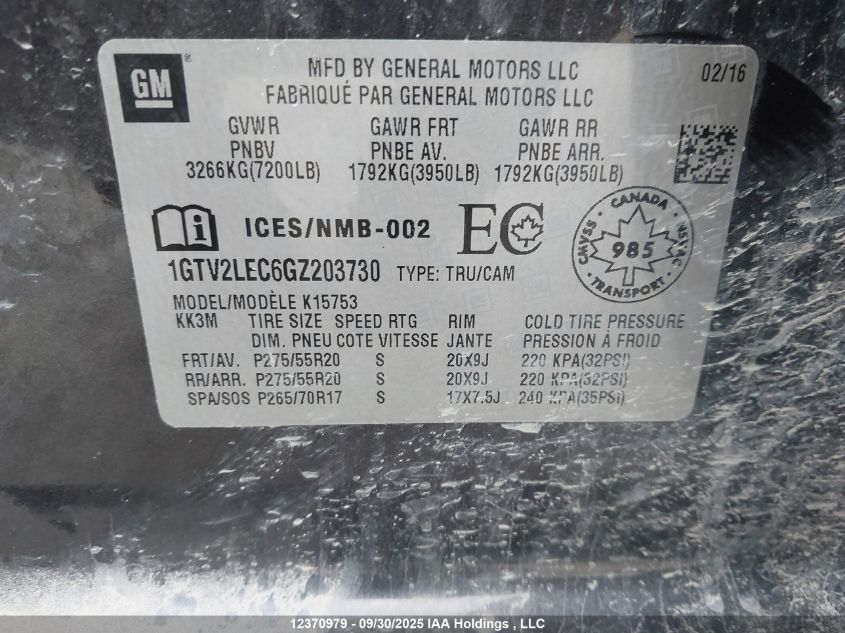 GM
MFD BY GENERAL MOTORS LLC 02/16
FABRIQUÉ PAR GENERAL MOTORS LLC
GVWR GAWR FRT GAWR RR
PNBV PNBE AV. PNBE ARR.
3266KG(7200LB) 1792KG(3950LB) 1792KG(3950LB)
i ICES/NMB-002 EC
CANADA
CMVSS 985 NSVAC
TRANSPORT
1GTV2LEC6GZ203730 TYPE: TRU/CAM
MODEL/MODÈLE K15753
KK3M TIRE SIZE SPEED RTG RIM COLD TIRE PRESSURE
DIM. PNEU COTE VITESSE JANTE PRESSION À FROID
FRT/AV. P275/55R20 S 20X9J 220 KPA(32PSI)
RR/ARR. P275/55R20 S 20X9J 220 KPA(32PSI)
SPA/SOS P265/70R17 S 17X7.5J 240 KPA(35PSI)
12370979 - 09/30/2025 IAA Holdings , LLC